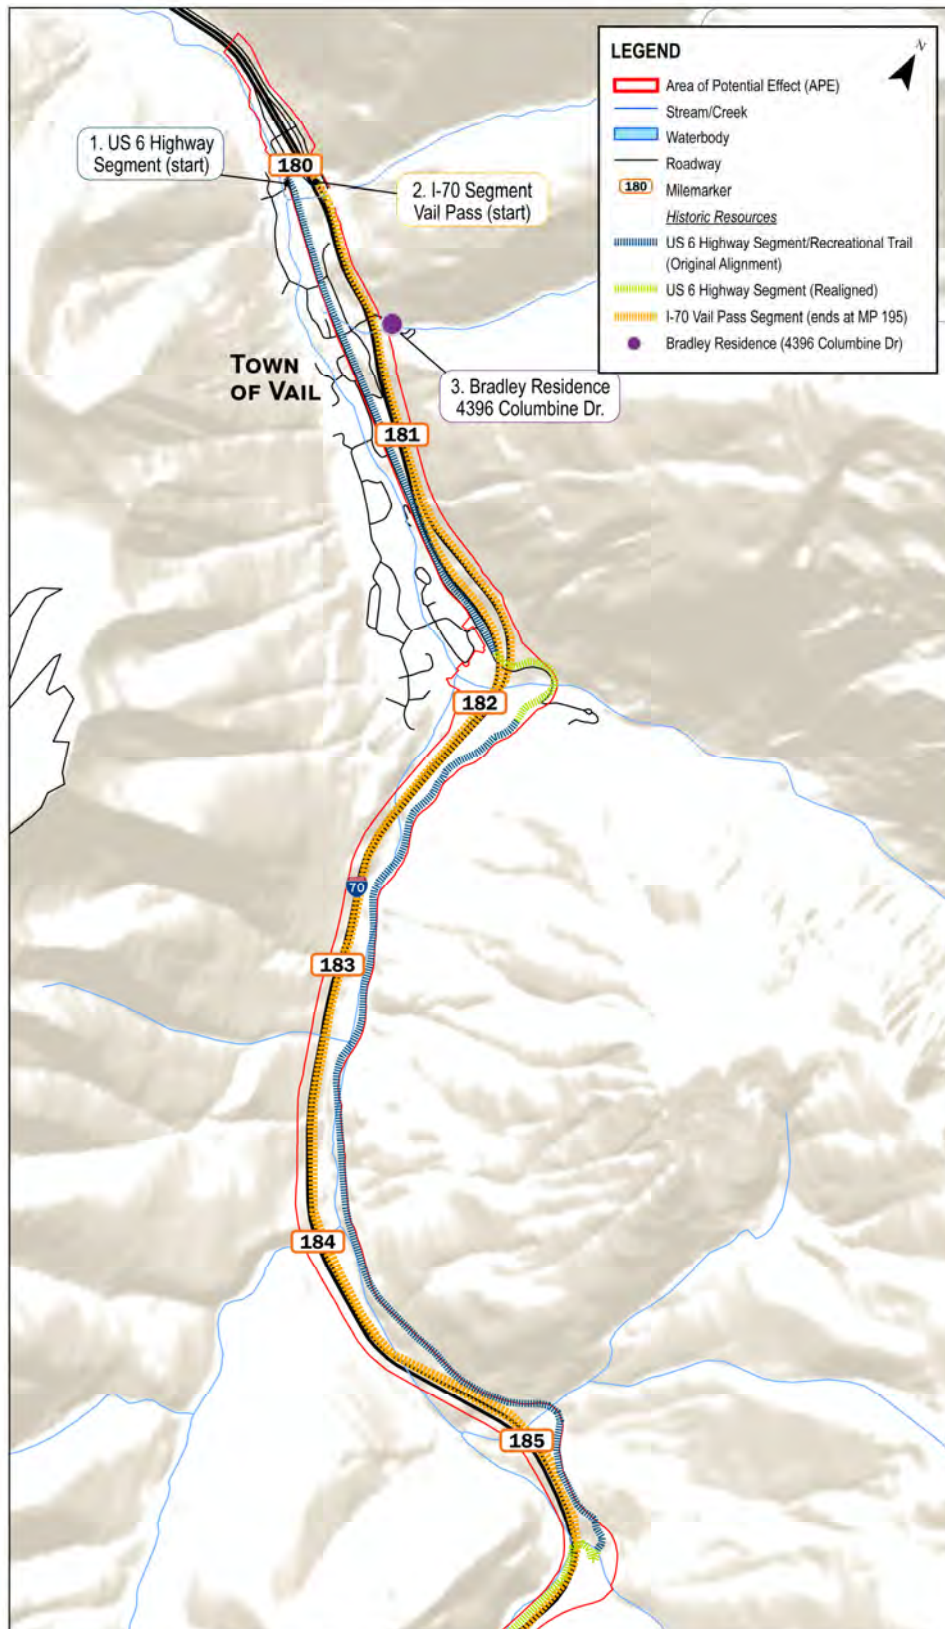 LEGEND
N
Area of Potential Effect (APE)
Stream/Creek
Waterbody
Roadway
180
Milemarker
Historic Resources
US 6 Highway Segment/Recreational Trail
(Original Alignment)
US 6 Highway Segment (Realigned)
I-70 Vail Pass Segment (ends at MP 195)
Bradley Residence (4396 Columbine Dr)
1. US 6 Highway
Segment (start)
180
2. I-70 Segment
Vail Pass (start)
TOWN
OF VAIL
3. Bradley Residence
4396 Columbine Dr.
181
182
70
183
184
185